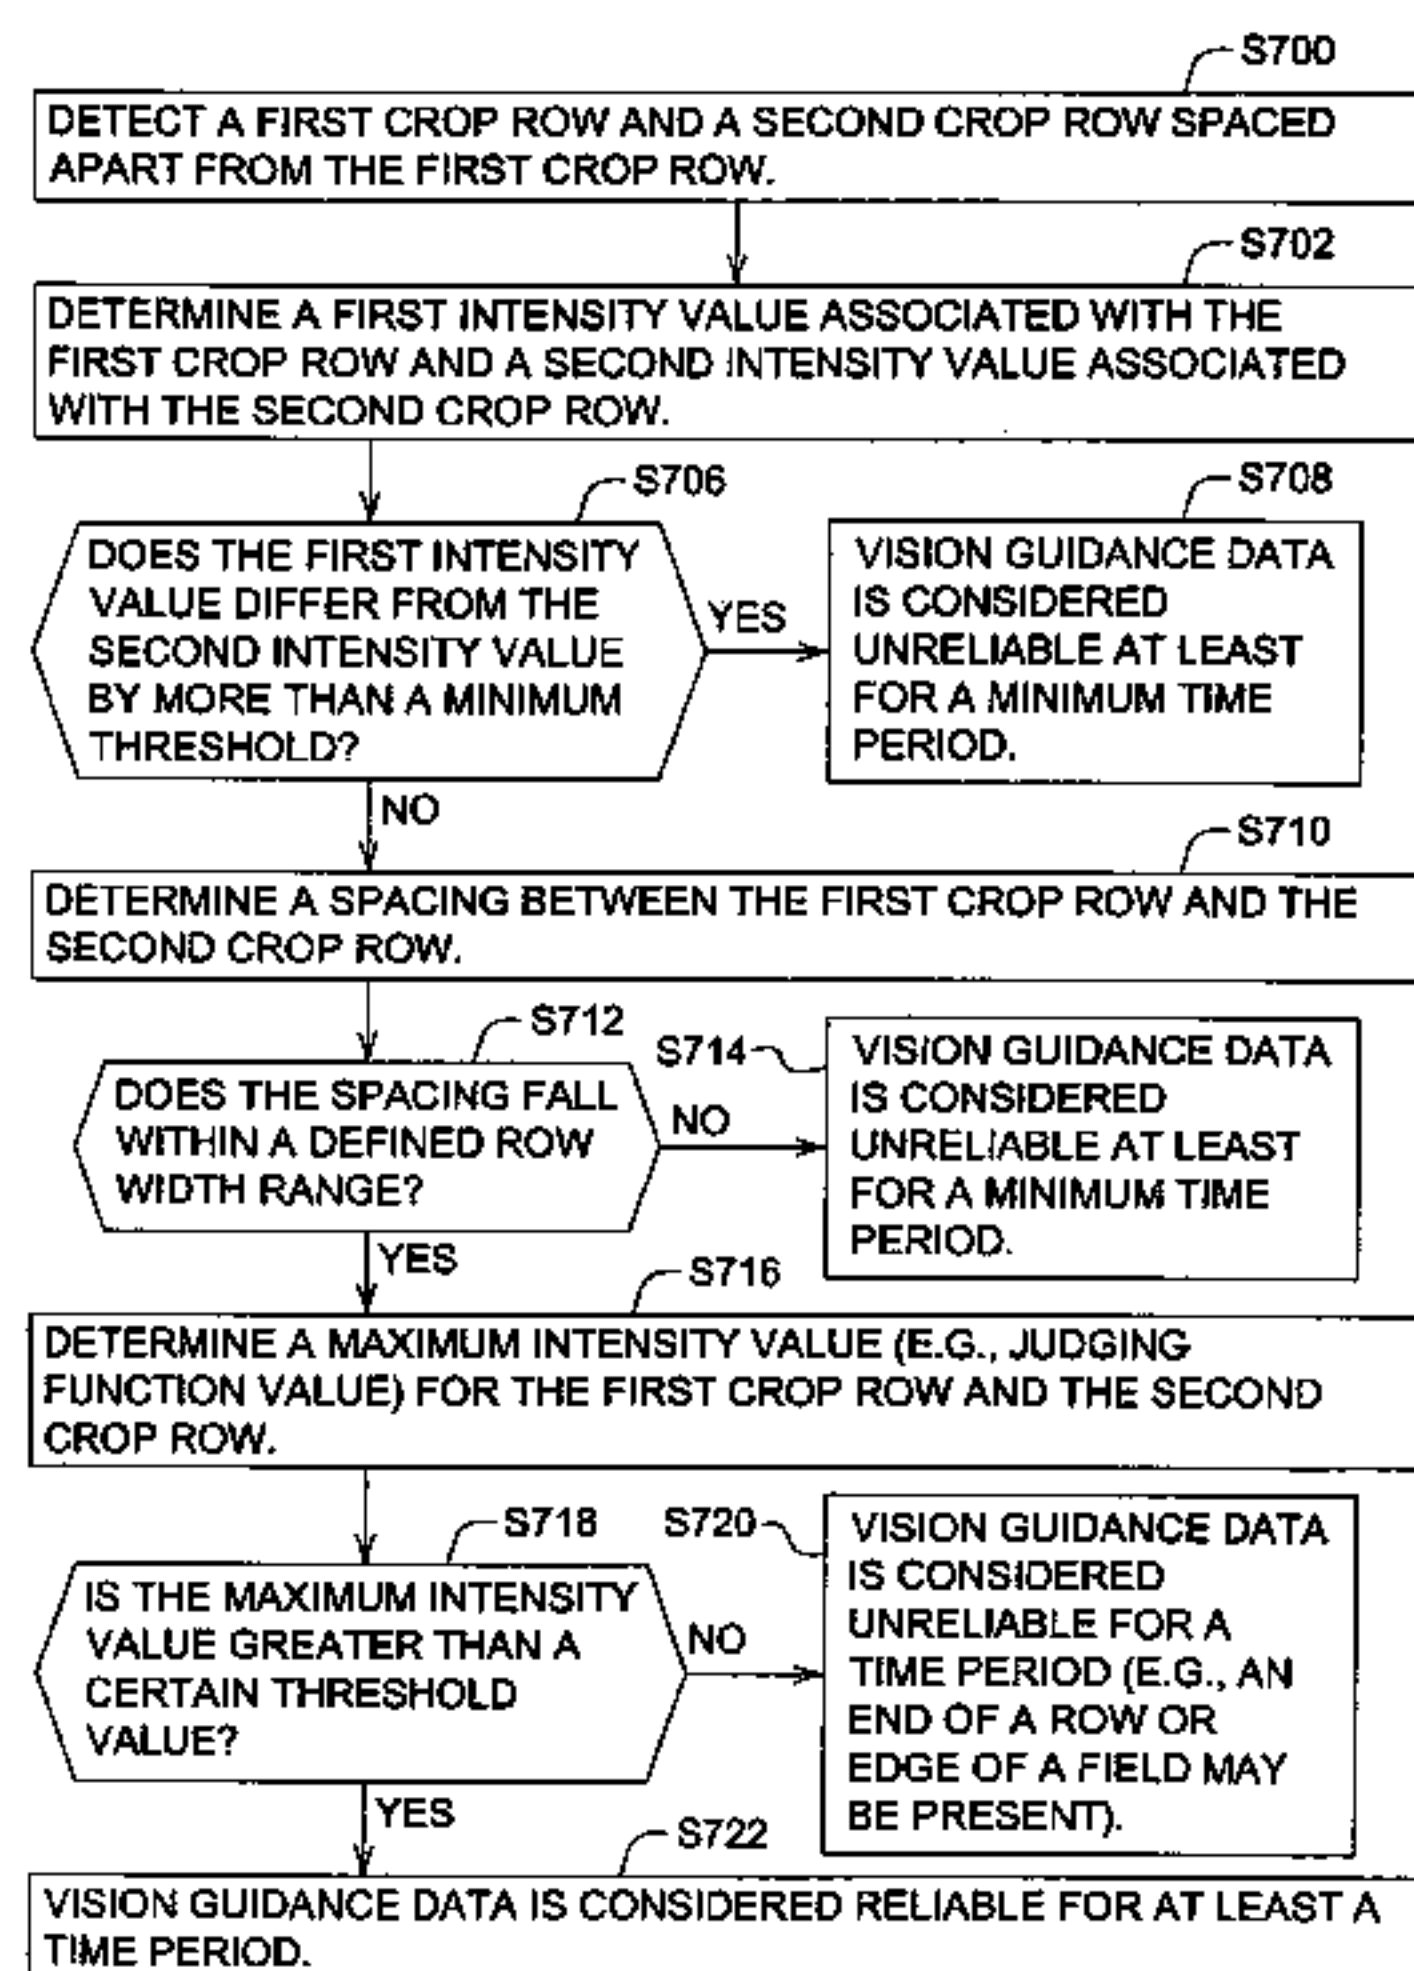 S700
DETECT A FIRST CROP ROW AND A SECOND CROP ROW SPACED
APART FROM THE FIRST CROP ROW.
S702
DETERMINE A FIRST INTENSITY VALUE ASSOCIATED WITH THE
FIRST CROP ROW AND A SECOND INTENSITY VALUE ASSOCIATED
WITH THE SECOND CROP ROW.
S706
DOES THE FIRST INTENSITY
VALUE DIFFER FROM THE
SECOND INTENSITY VALUE
BY MORE THAN A MINIMUM
THRESHOLD?
YES
S708
VISION GUIDANCE DATA
IS CONSIDERED
UNRELIABLE AT LEAST
FOR A MINIMUM TIME
PERIOD.
NO
S710
DETERMINE A SPACING BETWEEN THE FIRST CROP ROW AND THE
SECOND CROP ROW.
S712
DOES THE SPACING FALL
WITHIN A DEFINED ROW
WIDTH RANGE?
NO
S714
VISION GUIDANCE DATA
IS CONSIDERED
UNRELIABLE AT LEAST
FOR A MINIMUM TIME
PERIOD.
YES
S716
DETERMINE A MAXIMUM INTENSITY VALUE (E.G., JUDGING
FUNCTION VALUE) FOR THE FIRST CROP ROW AND THE SECOND
CROP ROW.
S718
IS THE MAXIMUM INTENSITY
VALUE GREATER THAN A
CERTAIN THRESHOLD
VALUE?
NO
S720
VISION GUIDANCE DATA
IS CONSIDERED
UNRELIABLE FOR A
TIME PERIOD (E.G., AN
END OF A ROW OR
EDGE OF A FIELD MAY
BE PRESENT).
YES
S722
VISION GUIDANCE DATA IS CONSIDERED RELIABLE FOR AT LEAST A
TIME PERIOD.